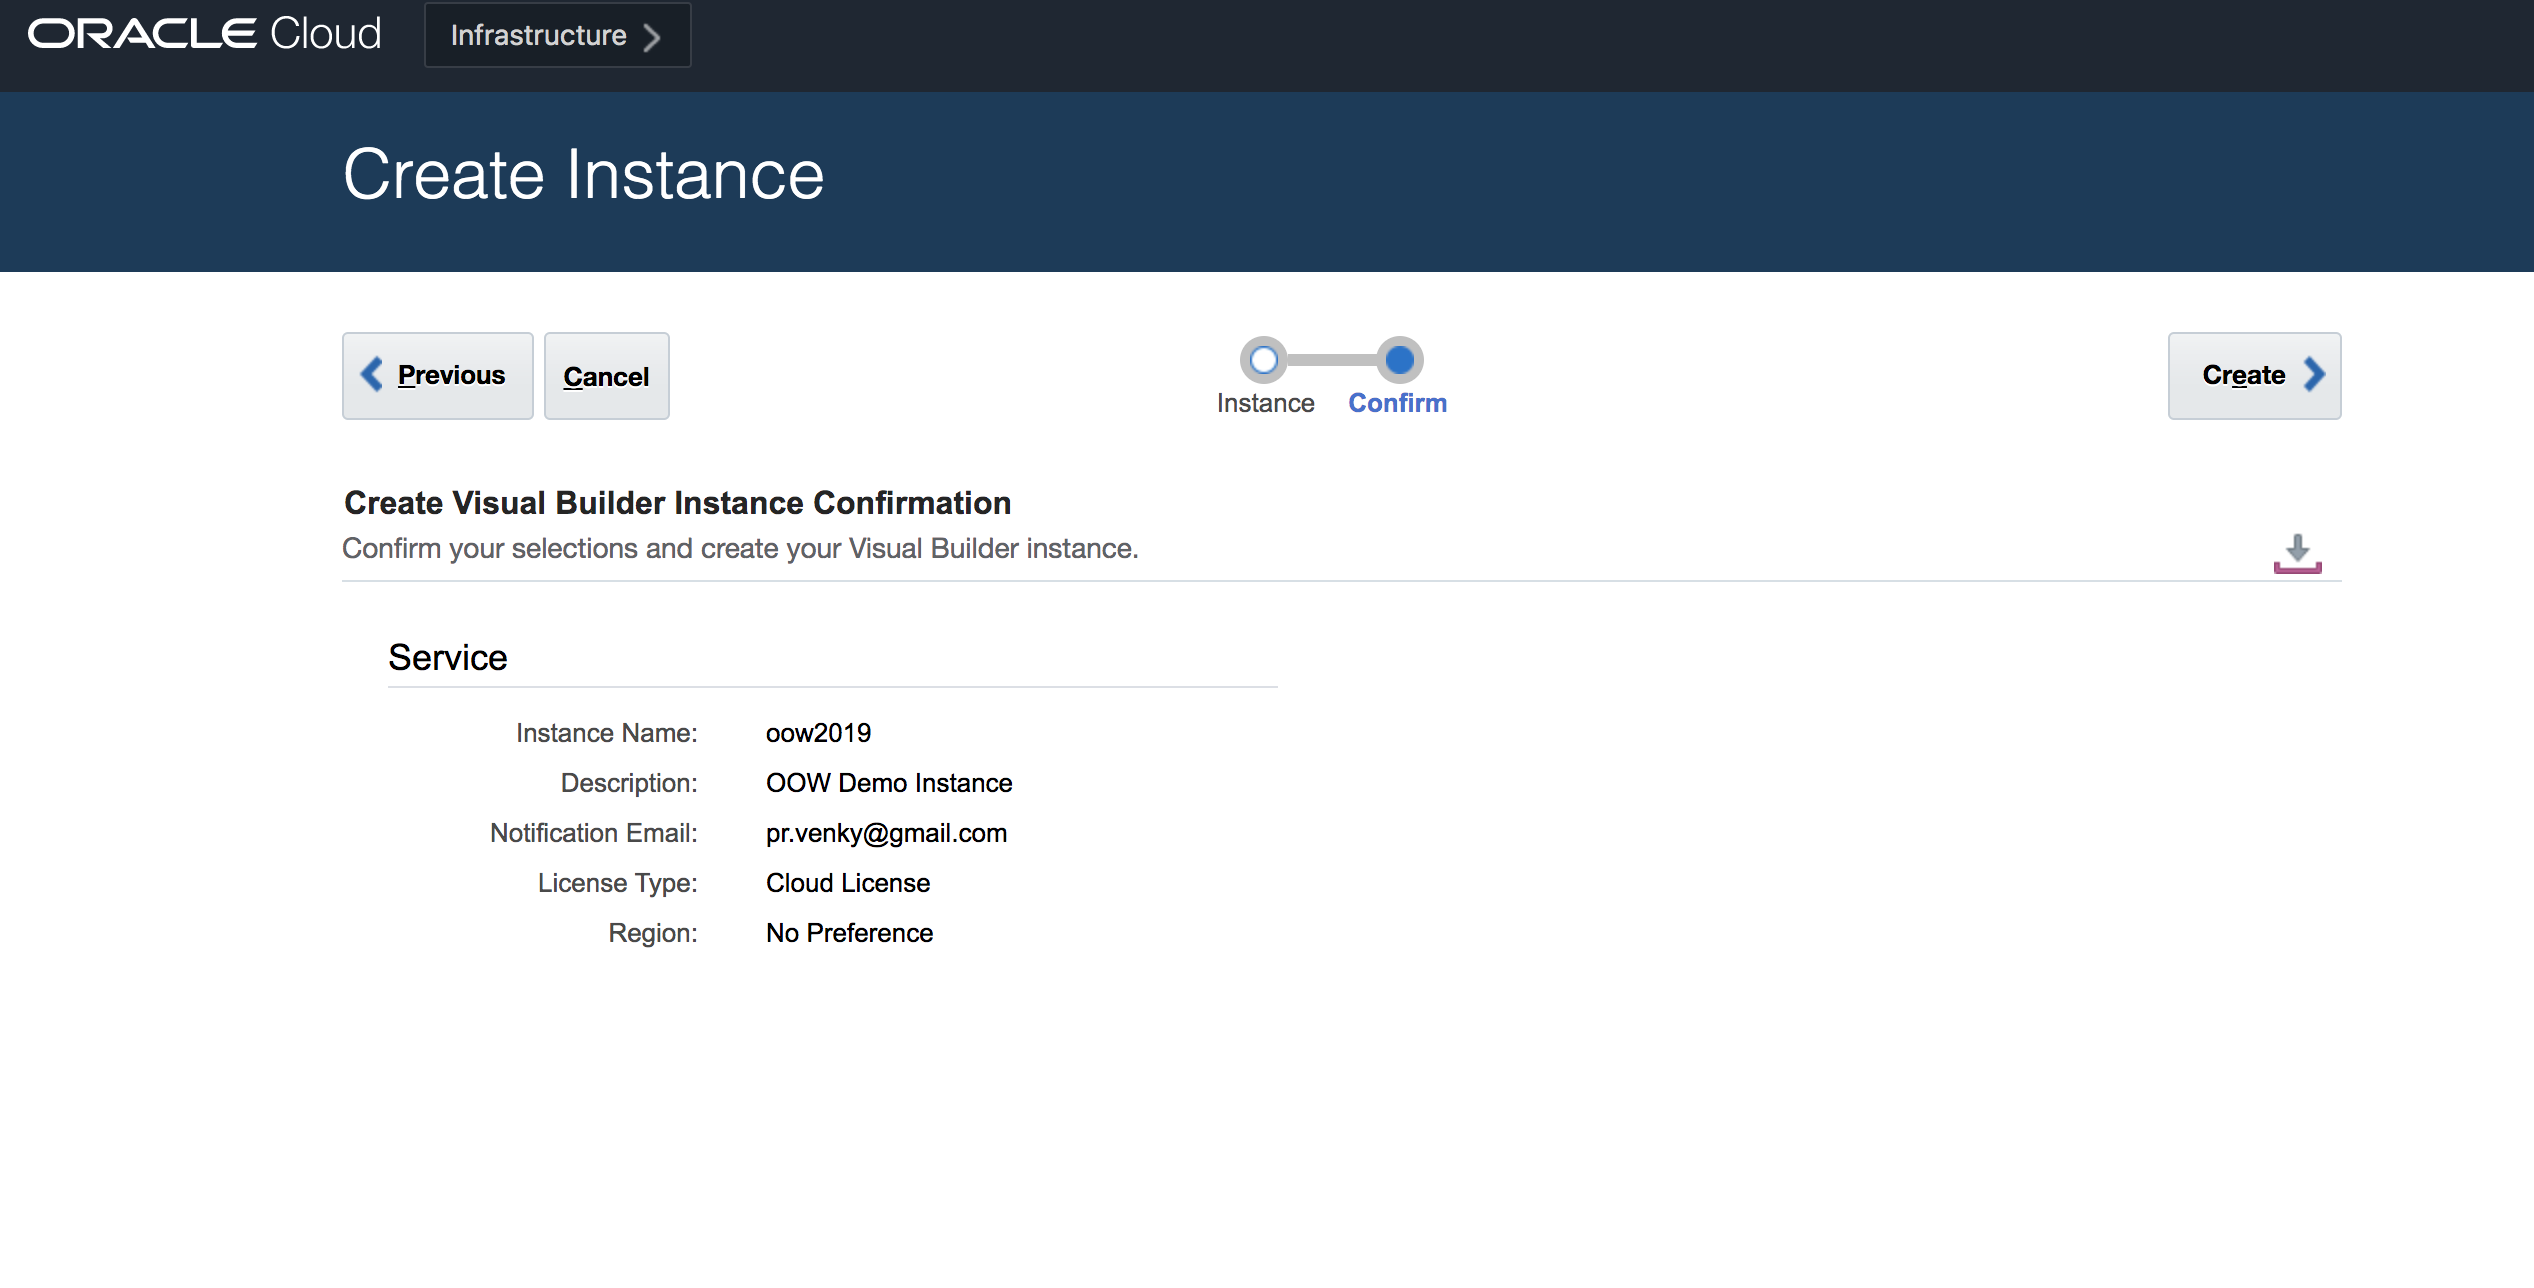 ORACLE Cloud Infrastructure
Create Instance
Previous Cancel Create
Instance Confirm
Create Visual Builder Instance Confirmation
Confirm your selections and create your Visual Builder instance.
Service
Instance Name: oow2019
Description: OOW Demo Instance
Notification Email: pr.venky@gmail.com
License Type: Cloud License
Region: No Preference